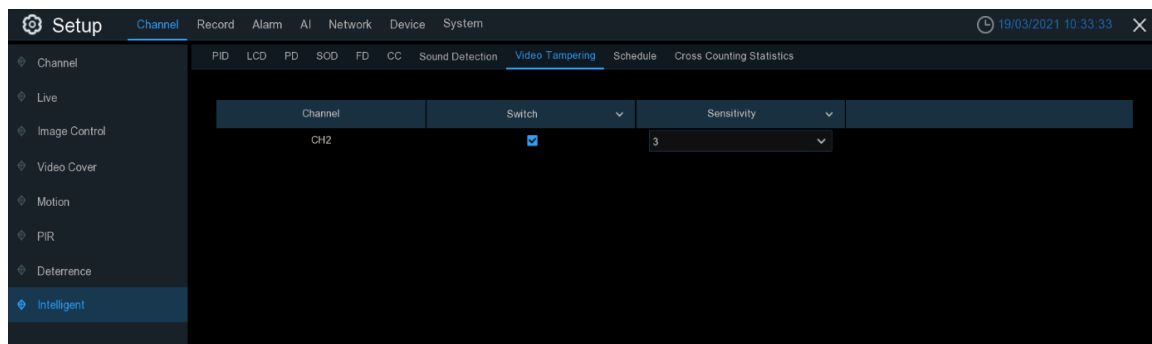 Setup Channel Record Alarm AI Network Device System 19/03/2021 10:33:33
PID LCD PD SOD FD CC Sound Detection Video Tampering Schedule Cross Counting Statistics
Channel
Live
Image Control
Video Cover
Motion
PIR
Deterrence
Intelligent
Channel Switch Sensitivity
CH2 3